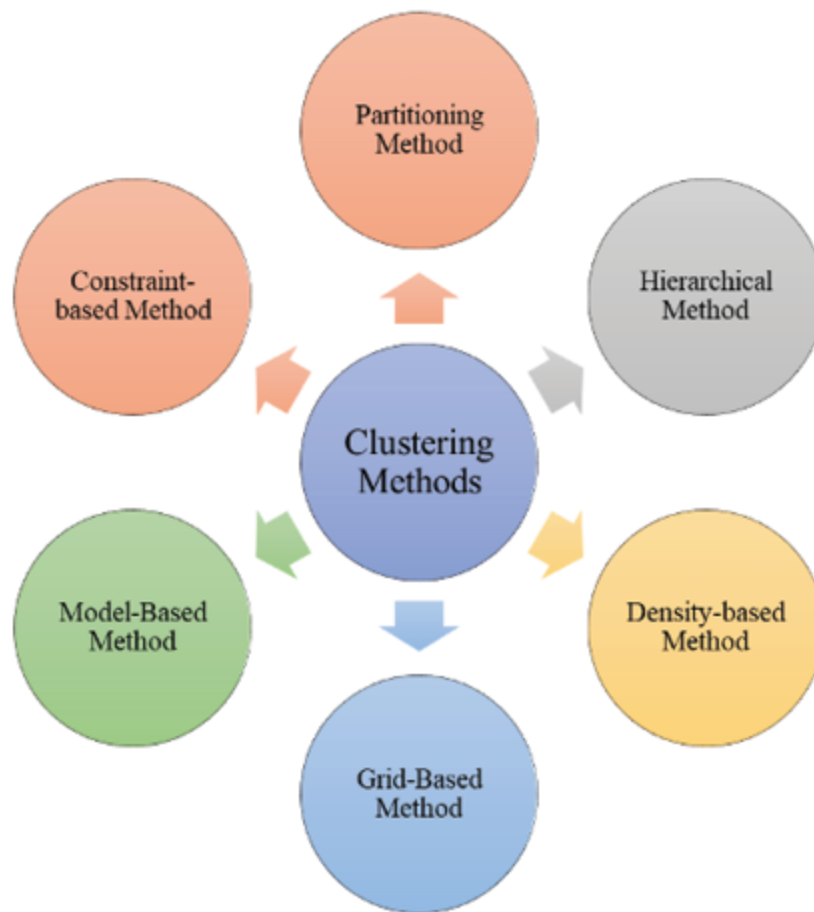 Partitioning
Method
Constraint-
based Method
Hierarchical
Method
Clustering
Methods
Model-Based
Method
Density-based
Method
Grid-Based
Method